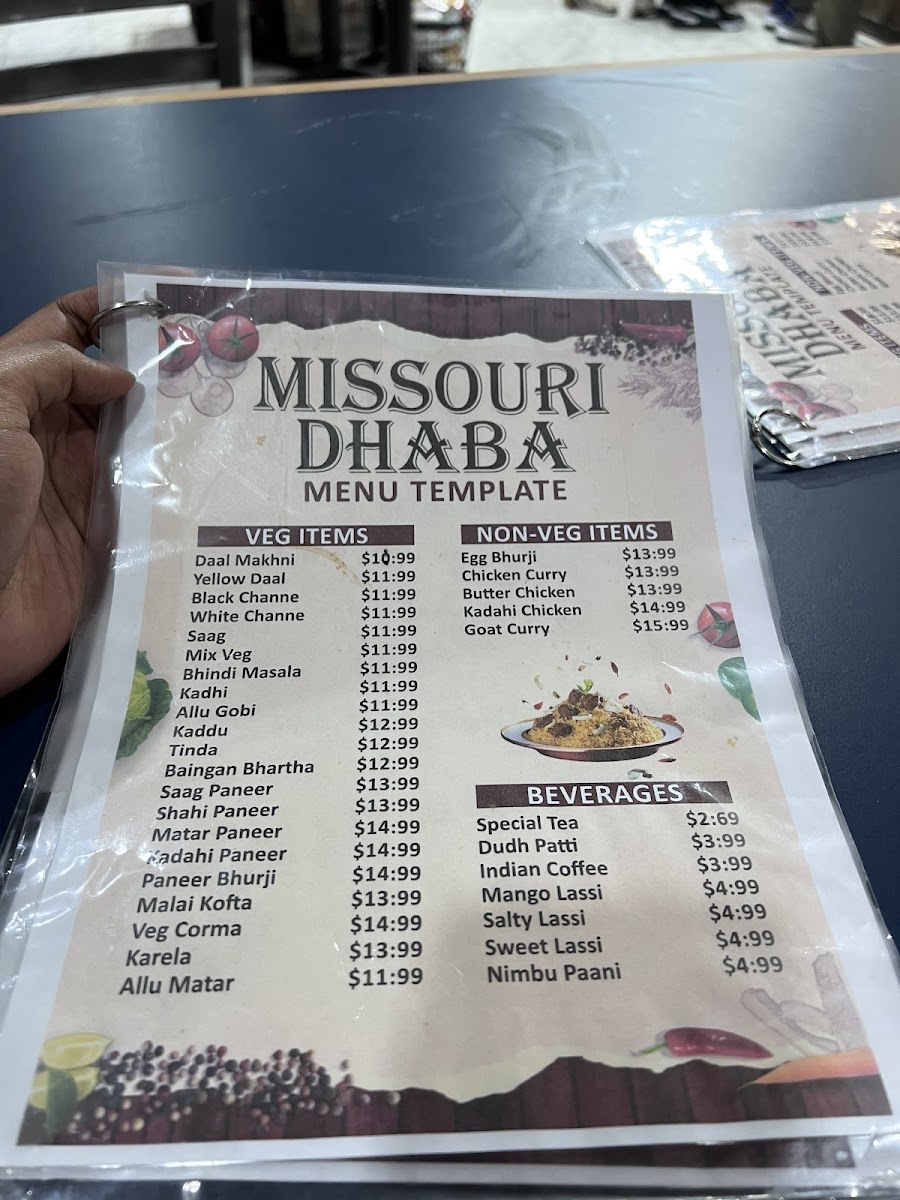 MISSOURI
DHABA
MENU TEMPLATE
VEG ITEMS
Daal Makhni $10:99
Yellow Daal $11:99
Black Channe $11:99
White Channe $11:99
Saag $11:99
Mix Veg $11:99
Bhindi Masala $11:99
Kadhi $11:99
Allu Gobi $11:99
Kaddu $12:99
Tinda $12:99
Baingan Bhartha $12:99
Saag Paneer $13:99
Shahi Paneer $13:99
Matar Paneer $14:99
Kadahi Paneer $14:99
Paneer Bhurji $14:99
Malai Kofta $13:99
Veg Corma $14:99
Karela $13:99
Allu Matar $11:99
NON-VEG ITEMS
Egg Bhurji $13:99
Chicken Curry $13:99
Butter Chicken $13:99
Kadahi Chicken $14:99
Goat Curry $15:99
BEVERAGES
Special Tea $2:69
Dudh Patti $3:99
Indian Coffee $3:99
Mango Lassi $4:99
Salty Lassi $4:99
Sweet Lassi $4:99
Nimbu Paani $4:99
MISSOU
DHABA
MENU TEMPLATE